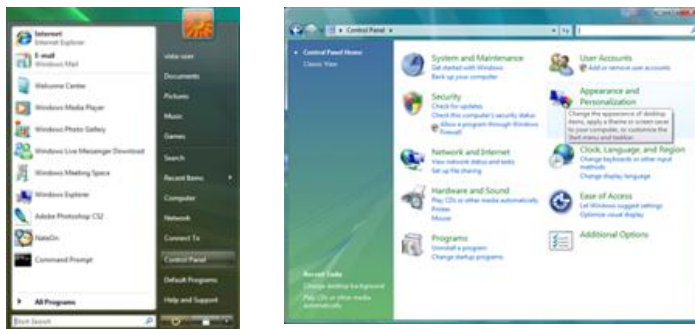 Internet
Internet Explorer
E-mail
Windows Mail
Welcome Center
Windows Media Player
Windows Photo Gallery
Windows Live Messenger Download
Windows Meeting Space
Windows Explorer
Adobe Photoshop CS2
NateOn
Command Prompt
All Programs
Start Search
vista user
Documents
Pictures
Music
Games
Search
Recent Items
Computer
Network
Connect To
Control Panel
Default Programs
Help and Support
Control Panel
Control Panel Home
Classic View
System and Maintenance
Get started with Windows
Back up your computer
Security
Check for updates
Check this computer's security status
Allow a program through Windows
Firewall
Network and Internet
View network status and tasks
Set up file sharing
Hardware and Sound
Play CDs or other media automatically
Printer
Mouse
Programs
Uninstall a program
Change startup programs
User Accounts
Add or remove user accounts
Appearance and
Personalization
Change the appearance of desktop
items, apply a theme or screen saver
to your computer, or customize the
Start menu and taskbar.
Clock, Language, and Region
Change keyboards or other input
methods
Change display language
Ease of Access
Let Windows suggest settings
Optimize visual display
Additional Options
Recent Tasks
Change desktop background
Play CDs or other media
automatically